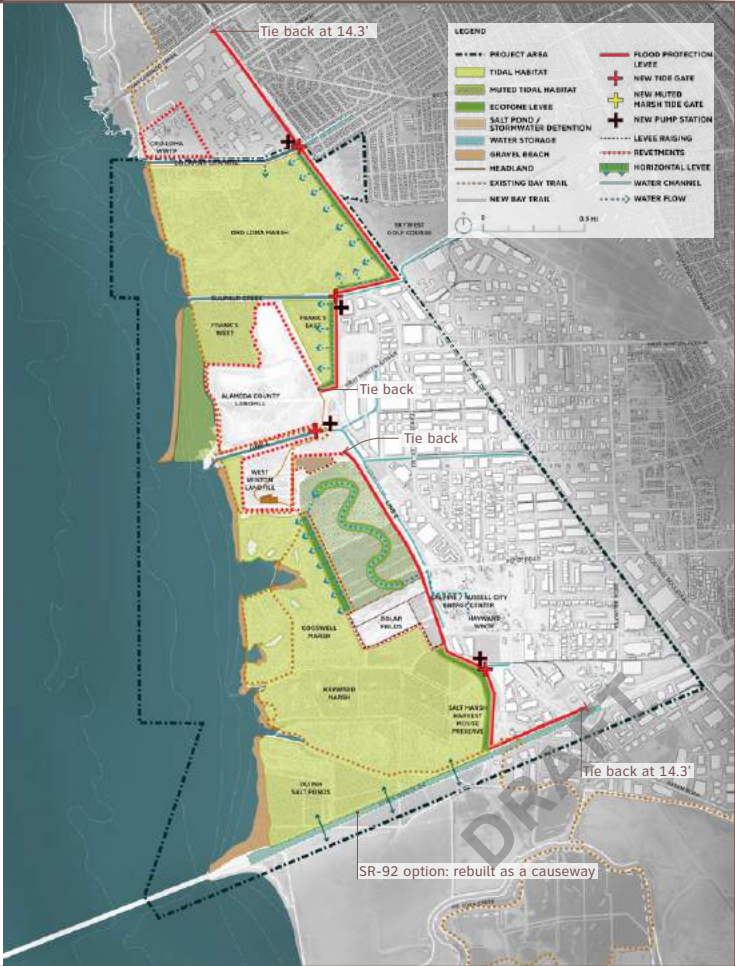 Tie back at 14.3'
LEGEND
PROJECT AREA
TIDAL HABITAT
MUTED TIDAL HABITAT
ECOTONE LEVEE
SALT POND /
STORMWATER DETENTION
WATER STORAGE
GRAVEL BEACH
HEADLAND
EXISTING BAY TRAIL
NEW BAY TRAIL
FLOOD PROTECTION
LEVEE
NEW TIDE GATE
NEW MUTED
MARSH TIDE GATE
NEW PUMP STATION
LEVEE RAISING
REVETMENTS
HORIZONTAL LEVEE
WATER CHANNEL
WATER FLOW
0
0.5 MI
ORO LOMA
WWTP
ORO LOMA MARSH
SKYWEST
GOLF COURSE
SULPHUR CREEK
FRANK'S
WEST
FRANK'S
EAST
WEST WINTON AVENUE
ALAMEDA COUNTY
LANDFILL
Tie back
Tie back
WEST
WINTON
LANDFILL
RUSSELL CITY
ENERGY CENTER
SOLAR
FIELDS
HAYWARD
WWTP
COGSWELL
MARSH
HAYWARD
MARSH
SALT MARSH
HARVEST
MOUSE
PRESERVE
SALT PONDS
Tie back at 14.3'
DRAFT
SR-92 option: rebuilt as a causeway